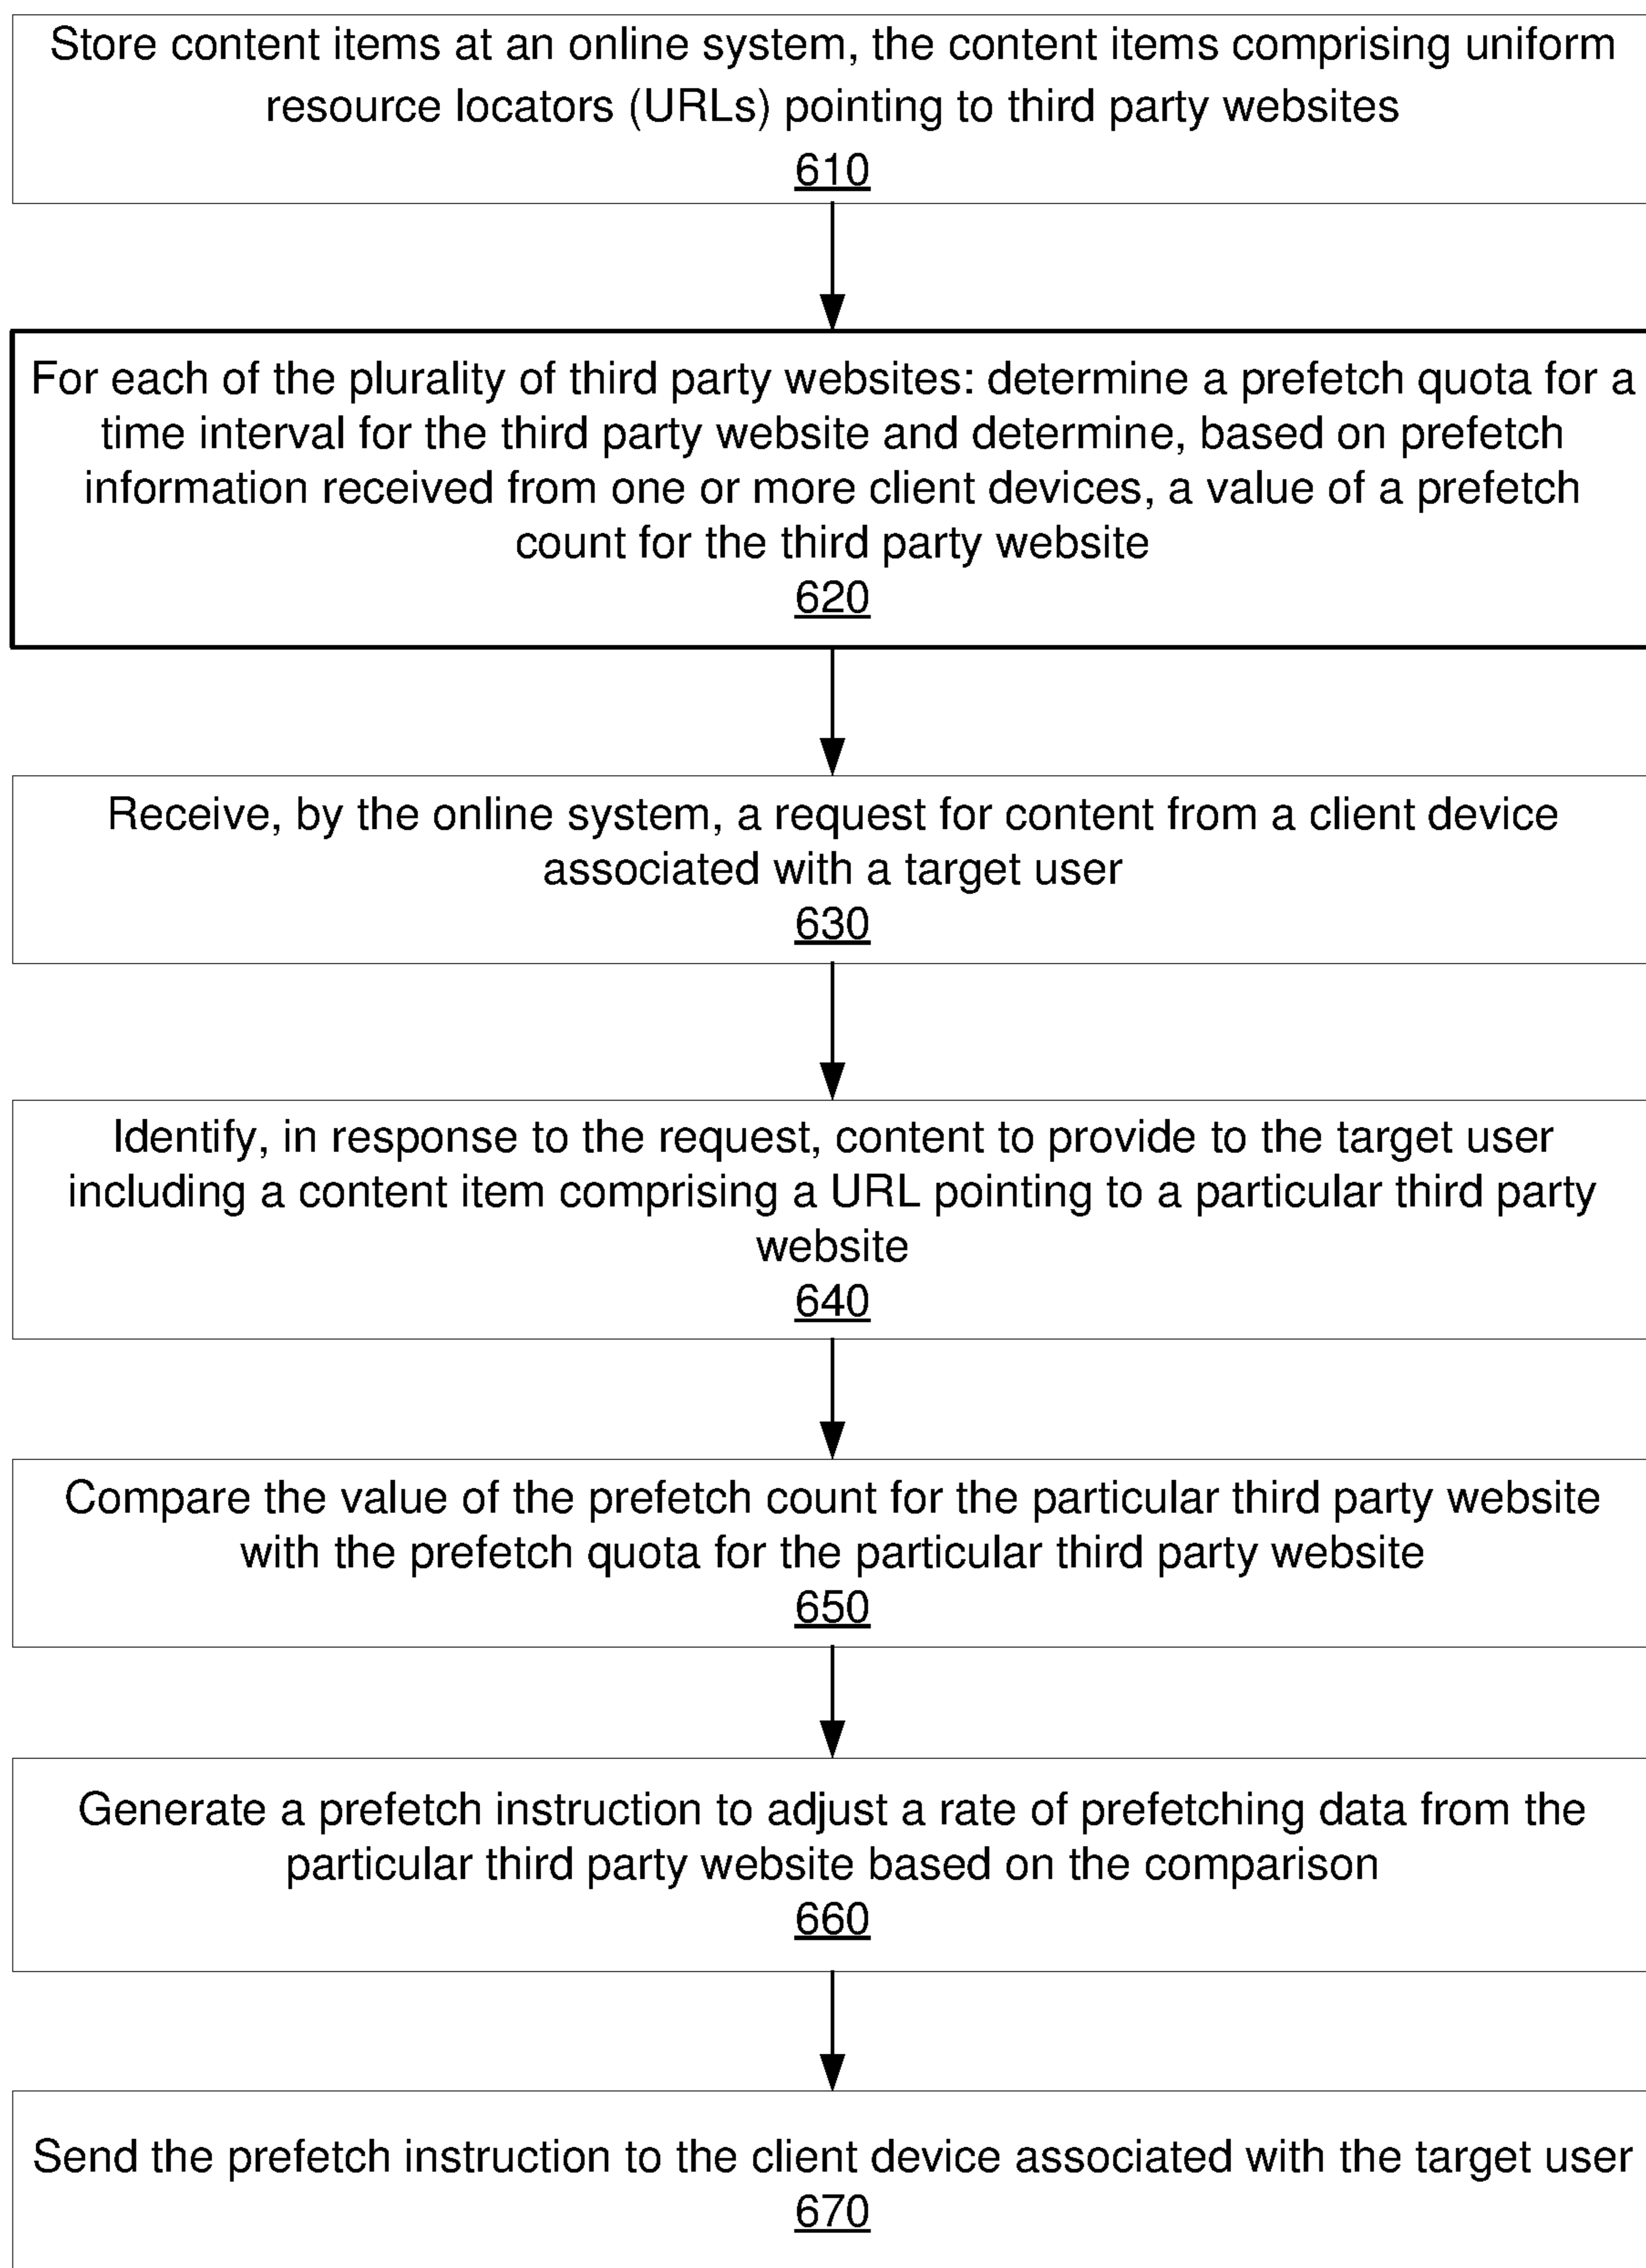 Store content items at an online system, the content items comprising uniform
resource locators (URLs) pointing to third party websites
610
For each of the plurality of third party websites: determine a prefetch quota for a
time interval for the third party website and determine, based on prefetch
information received from one or more client devices, a value of a prefetch
count for the third party website
620
Receive, by the online system, a request for content from a client device
associated with a target user
630
Identify, in response to the request, content to provide to the target user
including a content item comprising a URL pointing to a particular third party
website
640
Compare the value of the prefetch count for the particular third party website
with the prefetch quota for the particular third party website
650
Generate a prefetch instruction to adjust a rate of prefetching data from the
particular third party website based on the comparison
660
Send the prefetch instruction to the client device associated with the target user
670